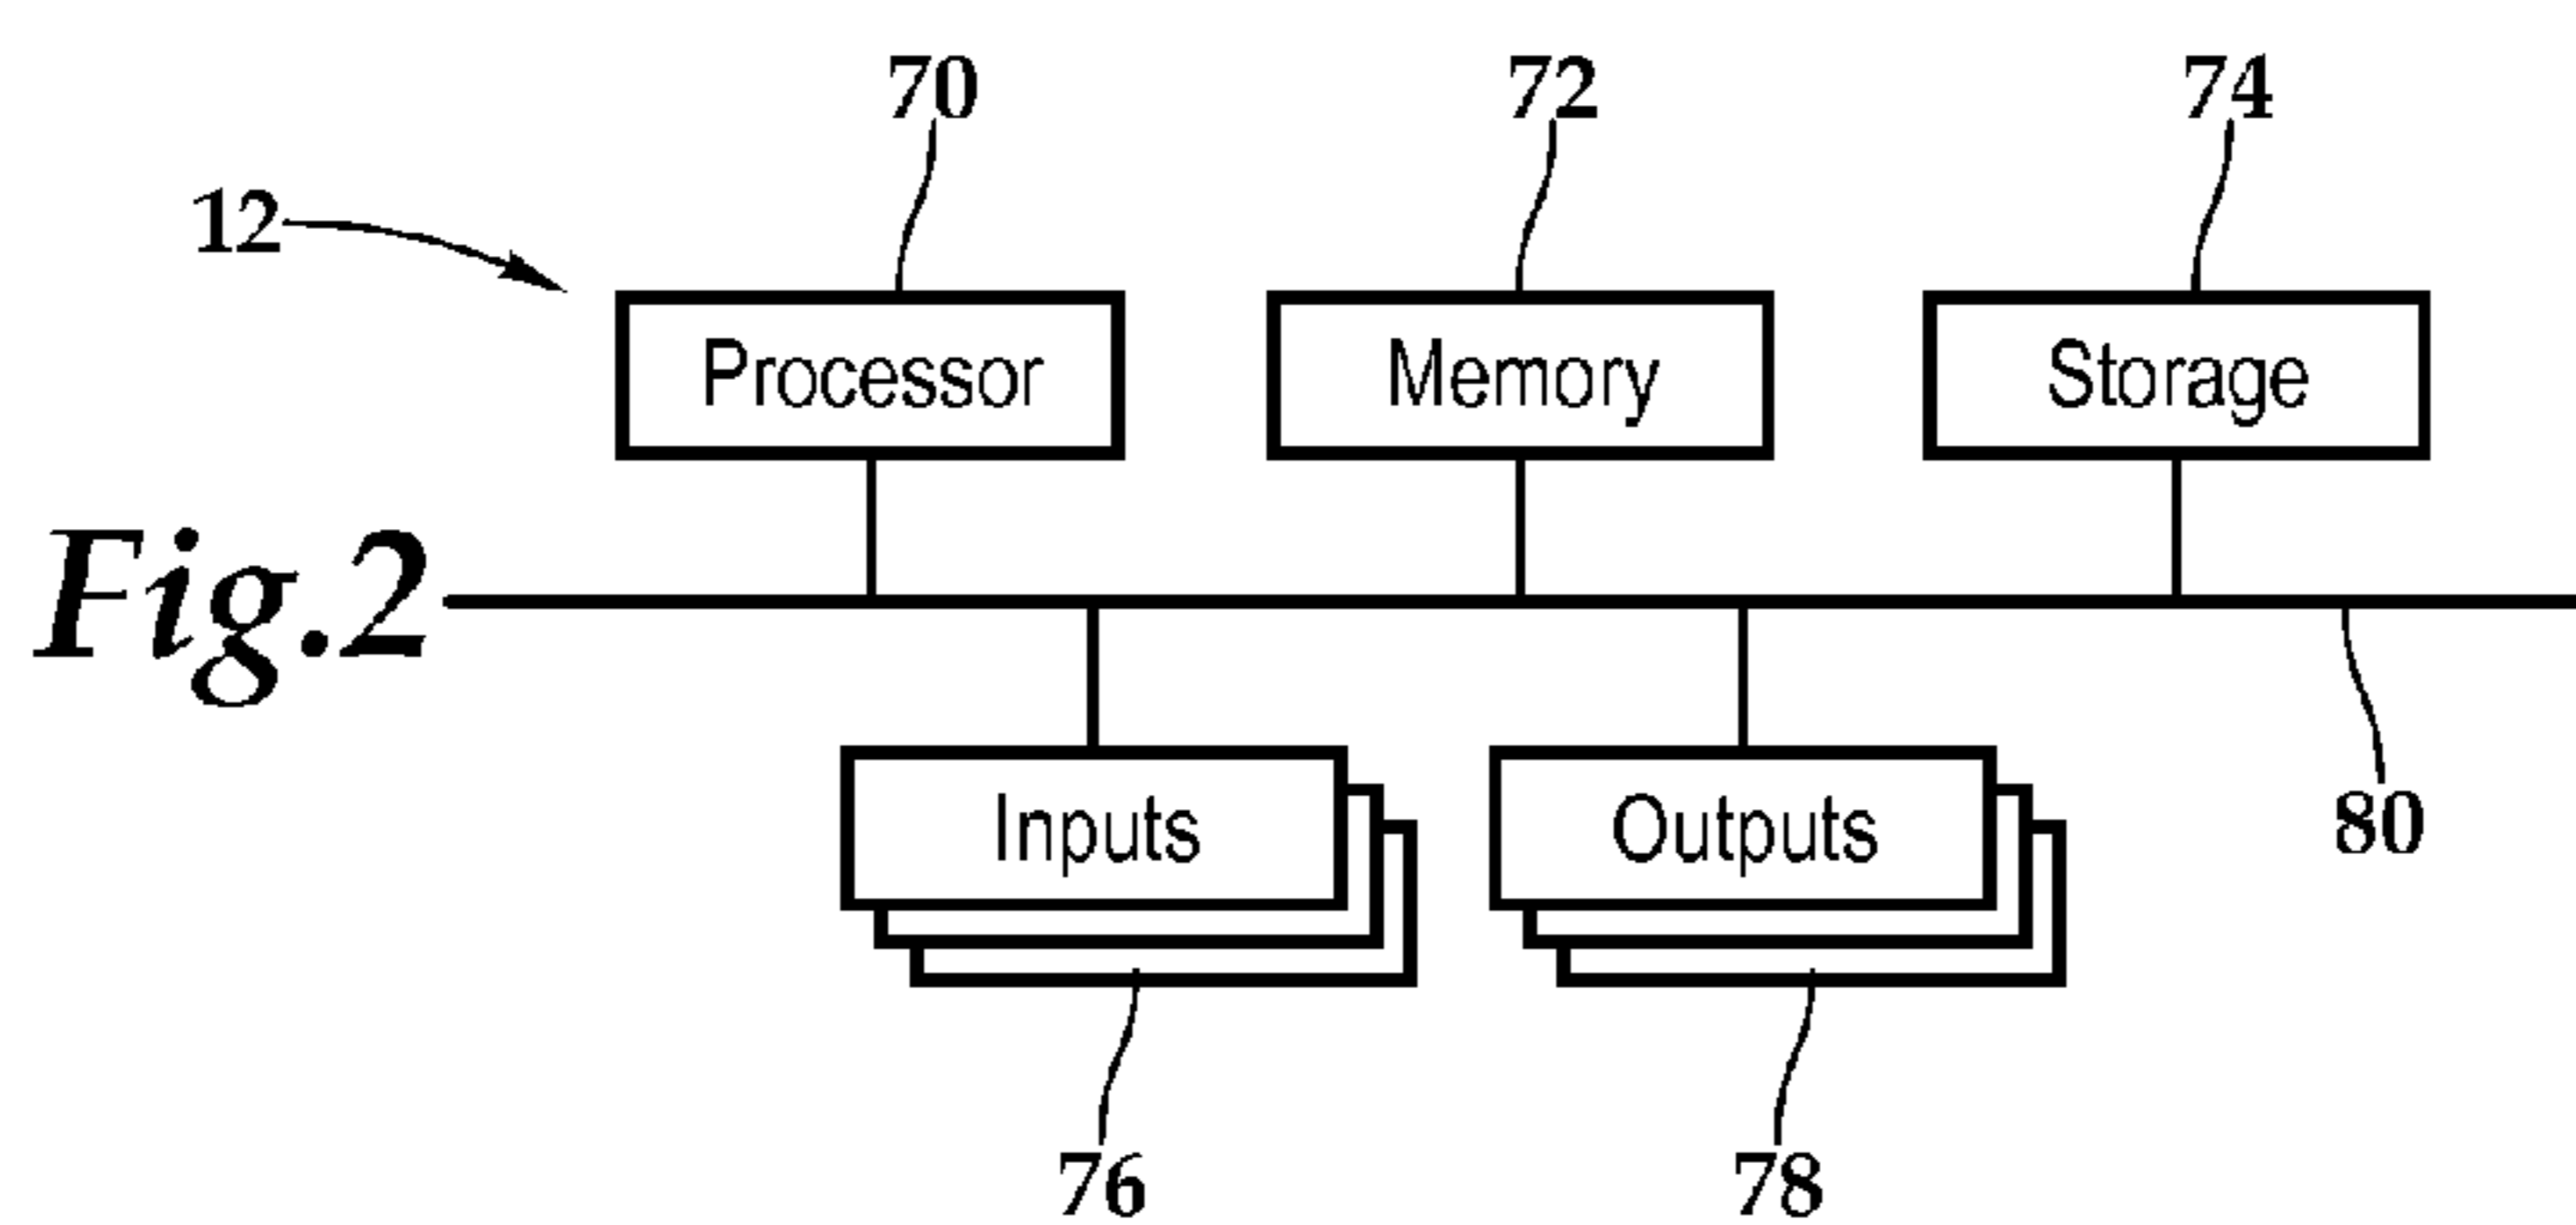 70 72 74
12
Processor Memory Storage
Fig.2
Inputs Outputs
80
76 78